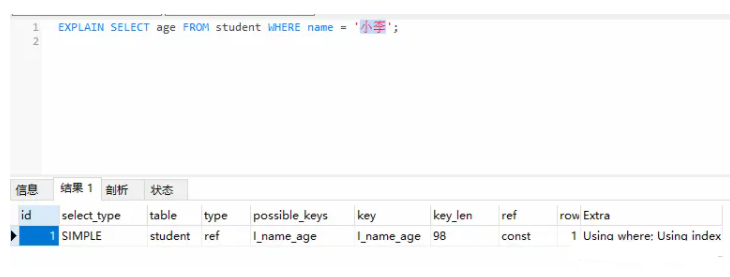 1 EXPLAIN SELECT age FROM student WHERE name = '小李';
2
信息 结果 1 剖析 状态
id select_type table type possible_keys key key_len ref row Extra
1 SIMPLE student ref I_name_age I_name_age 98 const 1 Using where; Using index